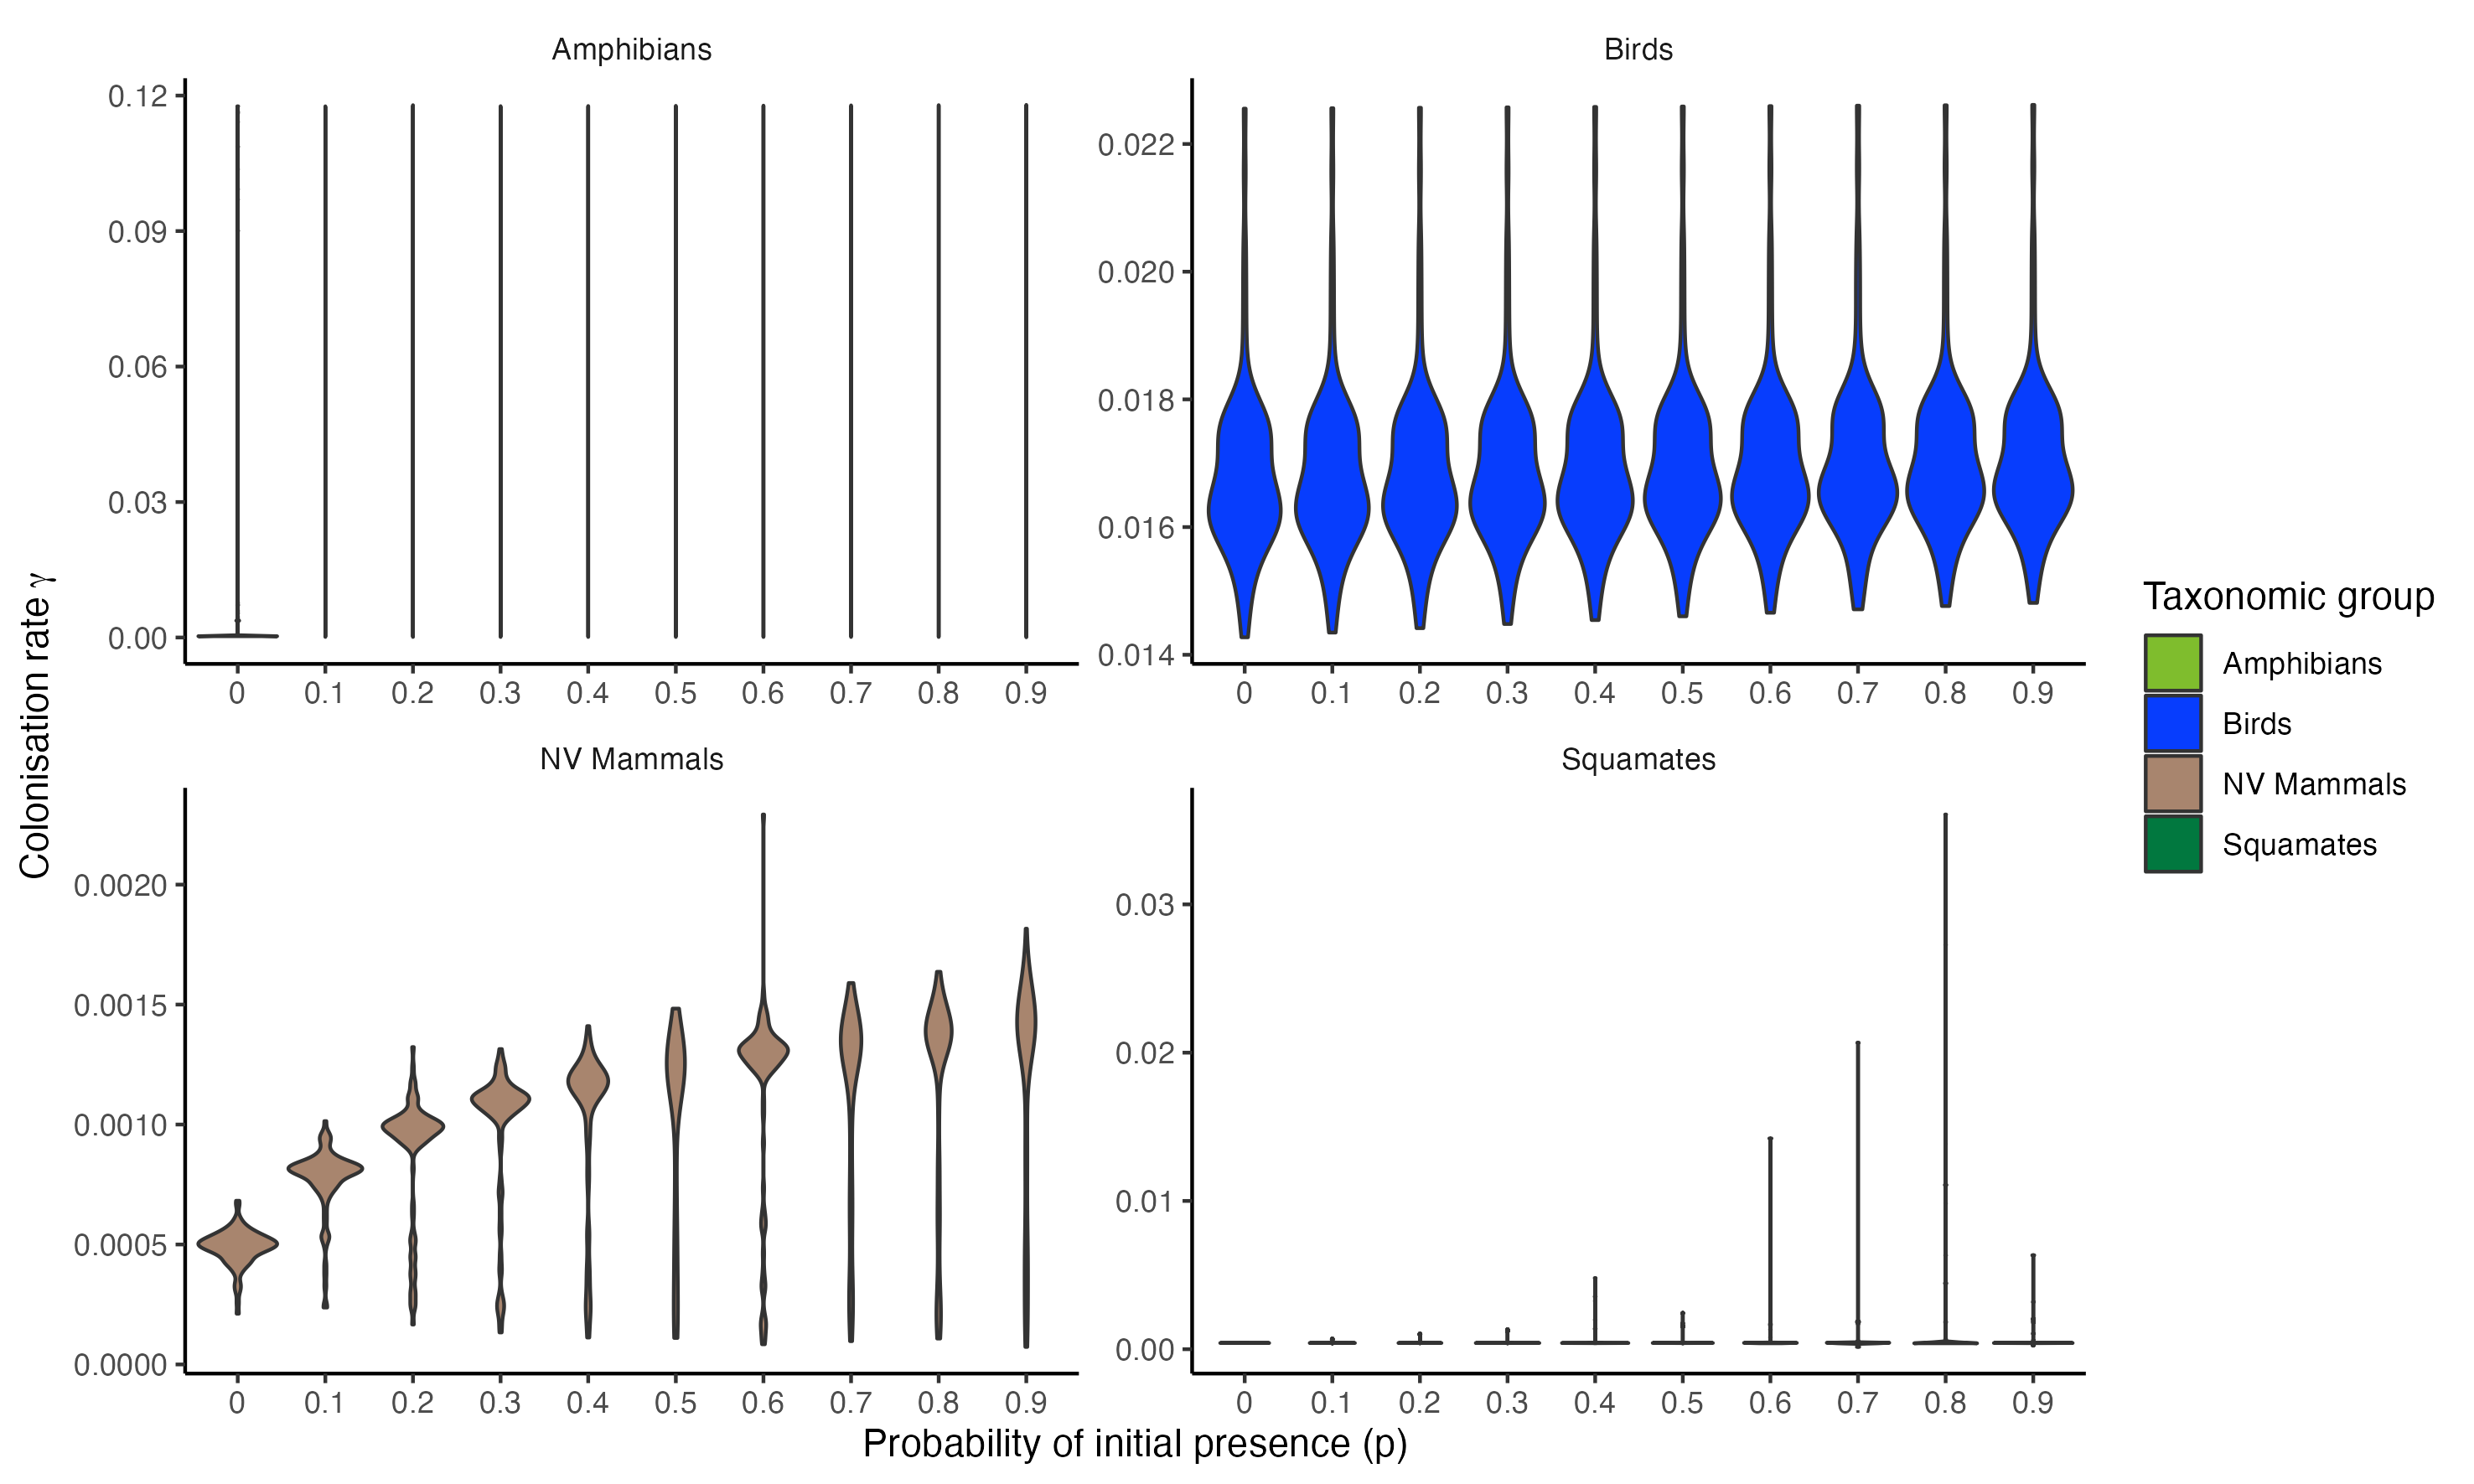 Amphibians
Birds
0.12
0.09
0.06
0.03
0.00
0.022
0.020
0.018
0.016
0.014
0 0.1 0.2 0.3 0.4 0.5 0.6 0.7 0.8 0.9
0 0.1 0.2 0.3 0.4 0.5 0.6 0.7 0.8 0.9
Colonisation rate γ
NV Mammals
Squamates
0.0020
0.0015
0.0010
0.0005
0.0000
0.03
0.02
0.01
0.00
0 0.1 0.2 0.3 0.4 0.5 0.6 0.7 0.8 0.9
0 0.1 0.2 0.3 0.4 0.5 0.6 0.7 0.8 0.9
Probability of initial presence (p)
Taxonomic group
Amphibians
Birds
NV Mammals
Squamates